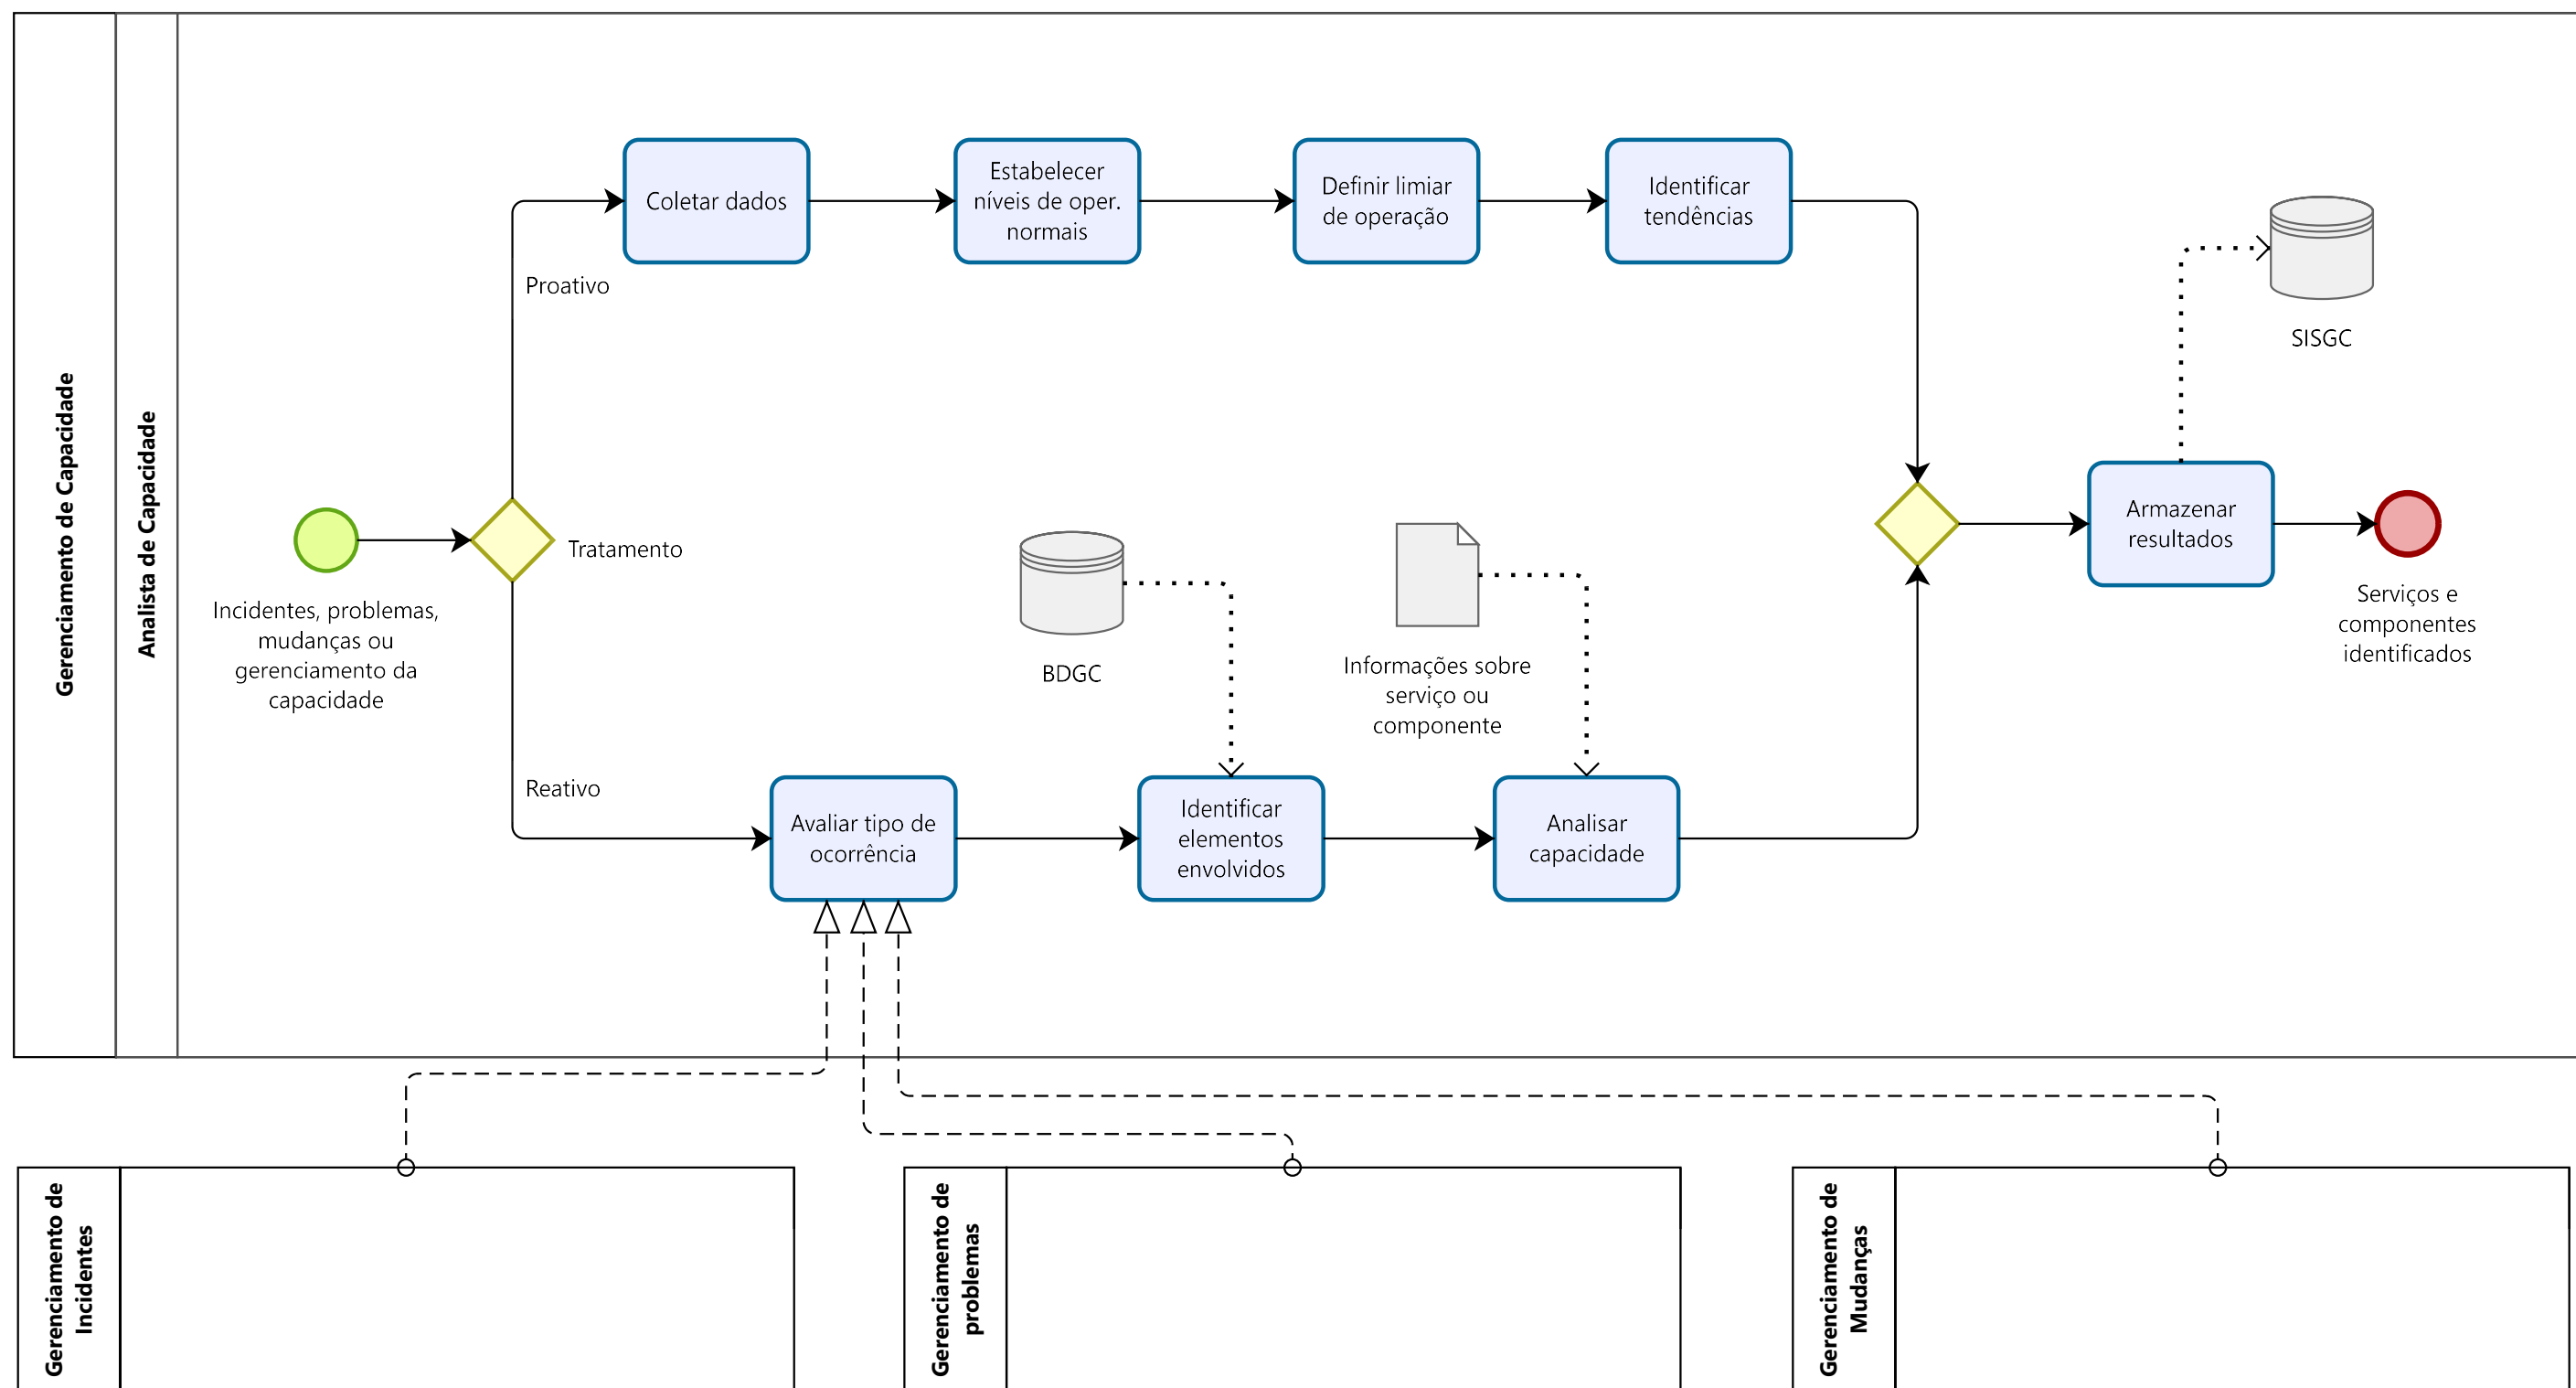 Gerenciamento de Capacidade
Analista de Capacidade
Incidentes, problemas,
mudanças ou
gerenciamento da
capacidade
Tratamento
Proativo
Coletar dados
Estabelecer
níveis de oper.
normais
Definir limiar
de operação
Identificar
tendências
Reativo
Avaliar tipo de
ocorrência
BDGC
Identificar
elementos
envolvidos
Informações sobre
serviço ou
componente
Analisar
capacidade
Armazenar
resultados
SISGC
Serviços e
componentes
identificados
Gerenciamento de
Incidentes
Gerenciamento de
problemas
Gerenciamento de
Mudanças